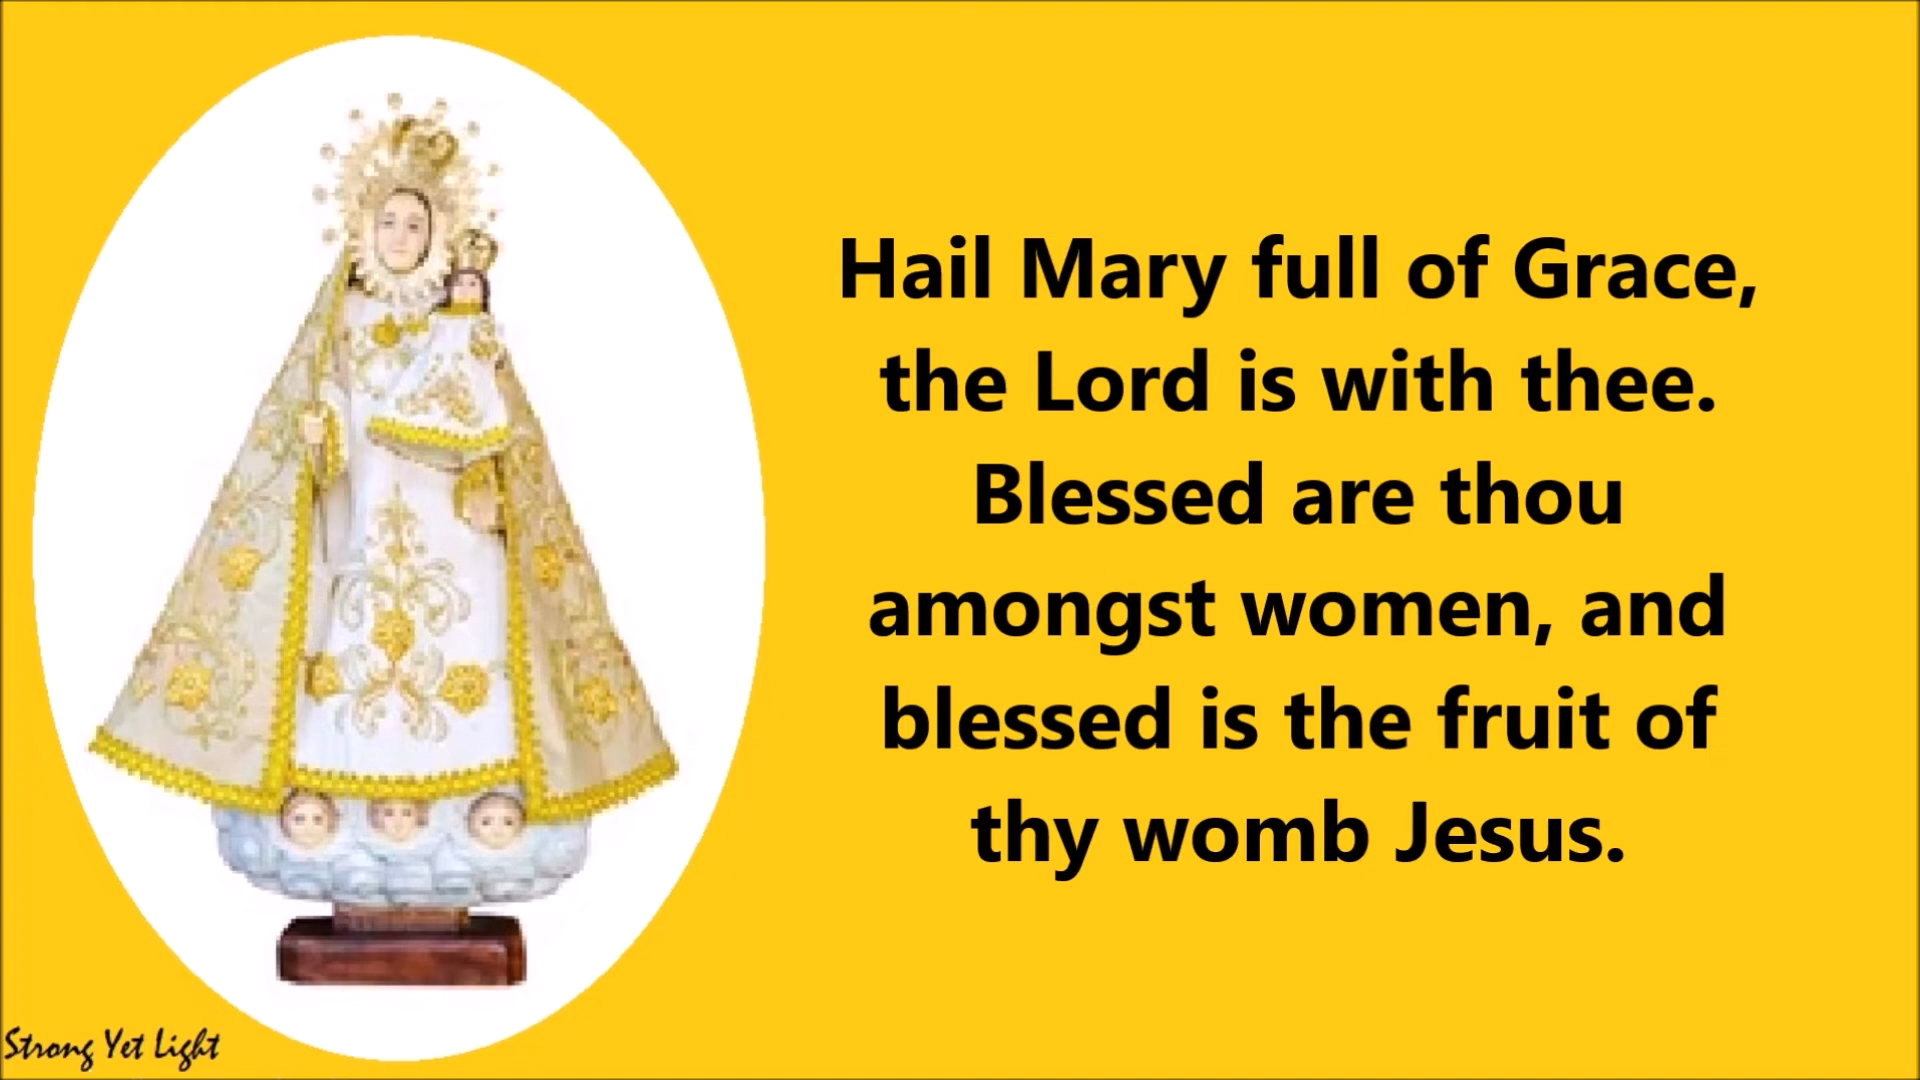 Hail Mary full of Grace,
the Lord is with thee.
Blessed are thou
amongst women, and
blessed is the fruit of
thy womb Jesus.
Strong Yet Light